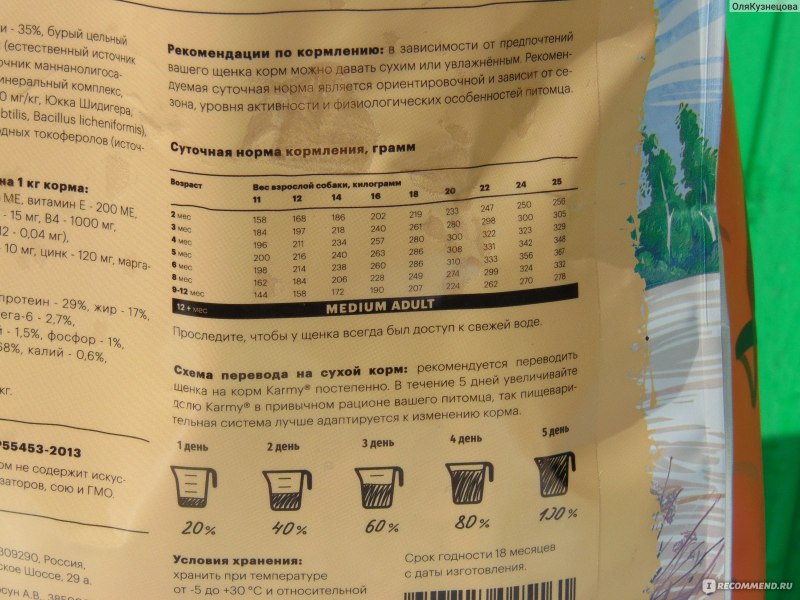 ОляКузнецова
и - 35%, бурый цельный
(естественный источник
очник маннанолигоса-
инеральный комплекс,
0 мг/кг, Юкка Шидигера,
btilis, Bacillus licheniformis),
одных токоферолов (источ-
на 1 кг корма:
МЕ, витамин Е - 200 МЕ,
- 15 мг, В4 - 1000 мг,
12 - 0,04 мг),
- 10 мг, цинк - 120 мг, марга-
протеин - 29%, жир - 17%,
ега-6 - 2,7%,
й - 1,5%, фосфор - 1%,
68%, калий - 0,6%,
кг.
Р55453-2013
ом не содержит искус-
заторов, сою и ГМО.
309290, Россия,
ское Шоссе, 29 а.
Рекомендации по кормлению: в зависимости от предпочтений
вашего щенка корм можно давать сухим или увлажнённым. Рекомен-
дуемая суточная норма является ориентировочной и зависит от се-
зона, уровня активности и физиологических особенностей питомца.
Суточная норма кормления, грамм
Возраст Вес взрослой собаки, килограмм
11 12 14 16 18 20 22 24 25
2 мес 158 168 186 202 219 233 247 250 256
3 мес 184 197 218 240 261 280 298 300 305
4 мес 196 211 234 257 280 300 322 323 329
5 мес 200 216 240 263 286 308 331 342 348
6 мес 198 214 238 260 286 310 333 356 367
8 мес 162 184 206 228 249 274 299 324 332
9-12 мес 144 158 172 190 207 224 262 270 278
12 + мес MEDIUM ADULT
Проследите, чтобы у щенка всегда был доступ к свежей воде.
Схема перевода на сухой корм: рекомендуется переводить
щенка на корм Karmy® постепенно. В течение 5 дней увеличивайте
долю Karmy® в привычном рационе вашего питомца, так пищевари-
тельная система лучше адаптируется к изменению корма.
1 день 2 день 3 день 4 день 5 день
20% 40% 60% 80% 100%
Условия хранения:
хранить при температуре
от -5 до +30 °С и относительной
Срок годности 18 месяцев
с даты изготовления.
IRECOMMEND.RU